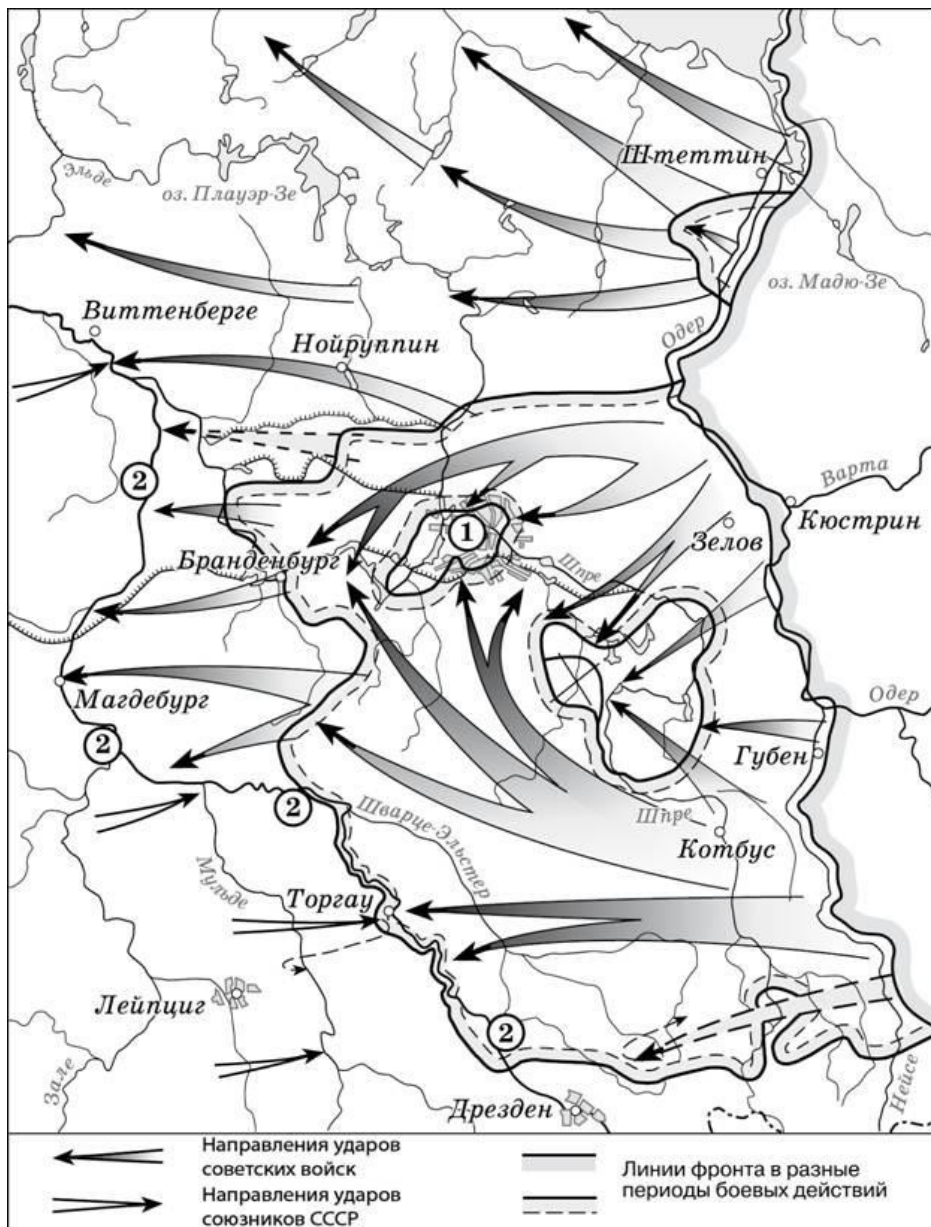 Штеттин
Эльде
оз. Плауэр-Зе
оз. Мадю-Зе
Виттенберге
Одер
Нойруппин
2
Варта
Кюстрин
1
Зелов
Бранденбург
Шпре
Магдебург
Одер
2
Губен
2
Шварце-Эльстер
Шпре
Котбус
Мульде
Торгау
Лейпциг
2
Зале
Дрезден
Нейсе
Направления ударов
советских войск
Направления ударов
союзников СССР
Линии фронта в разные
периоды боевых действий